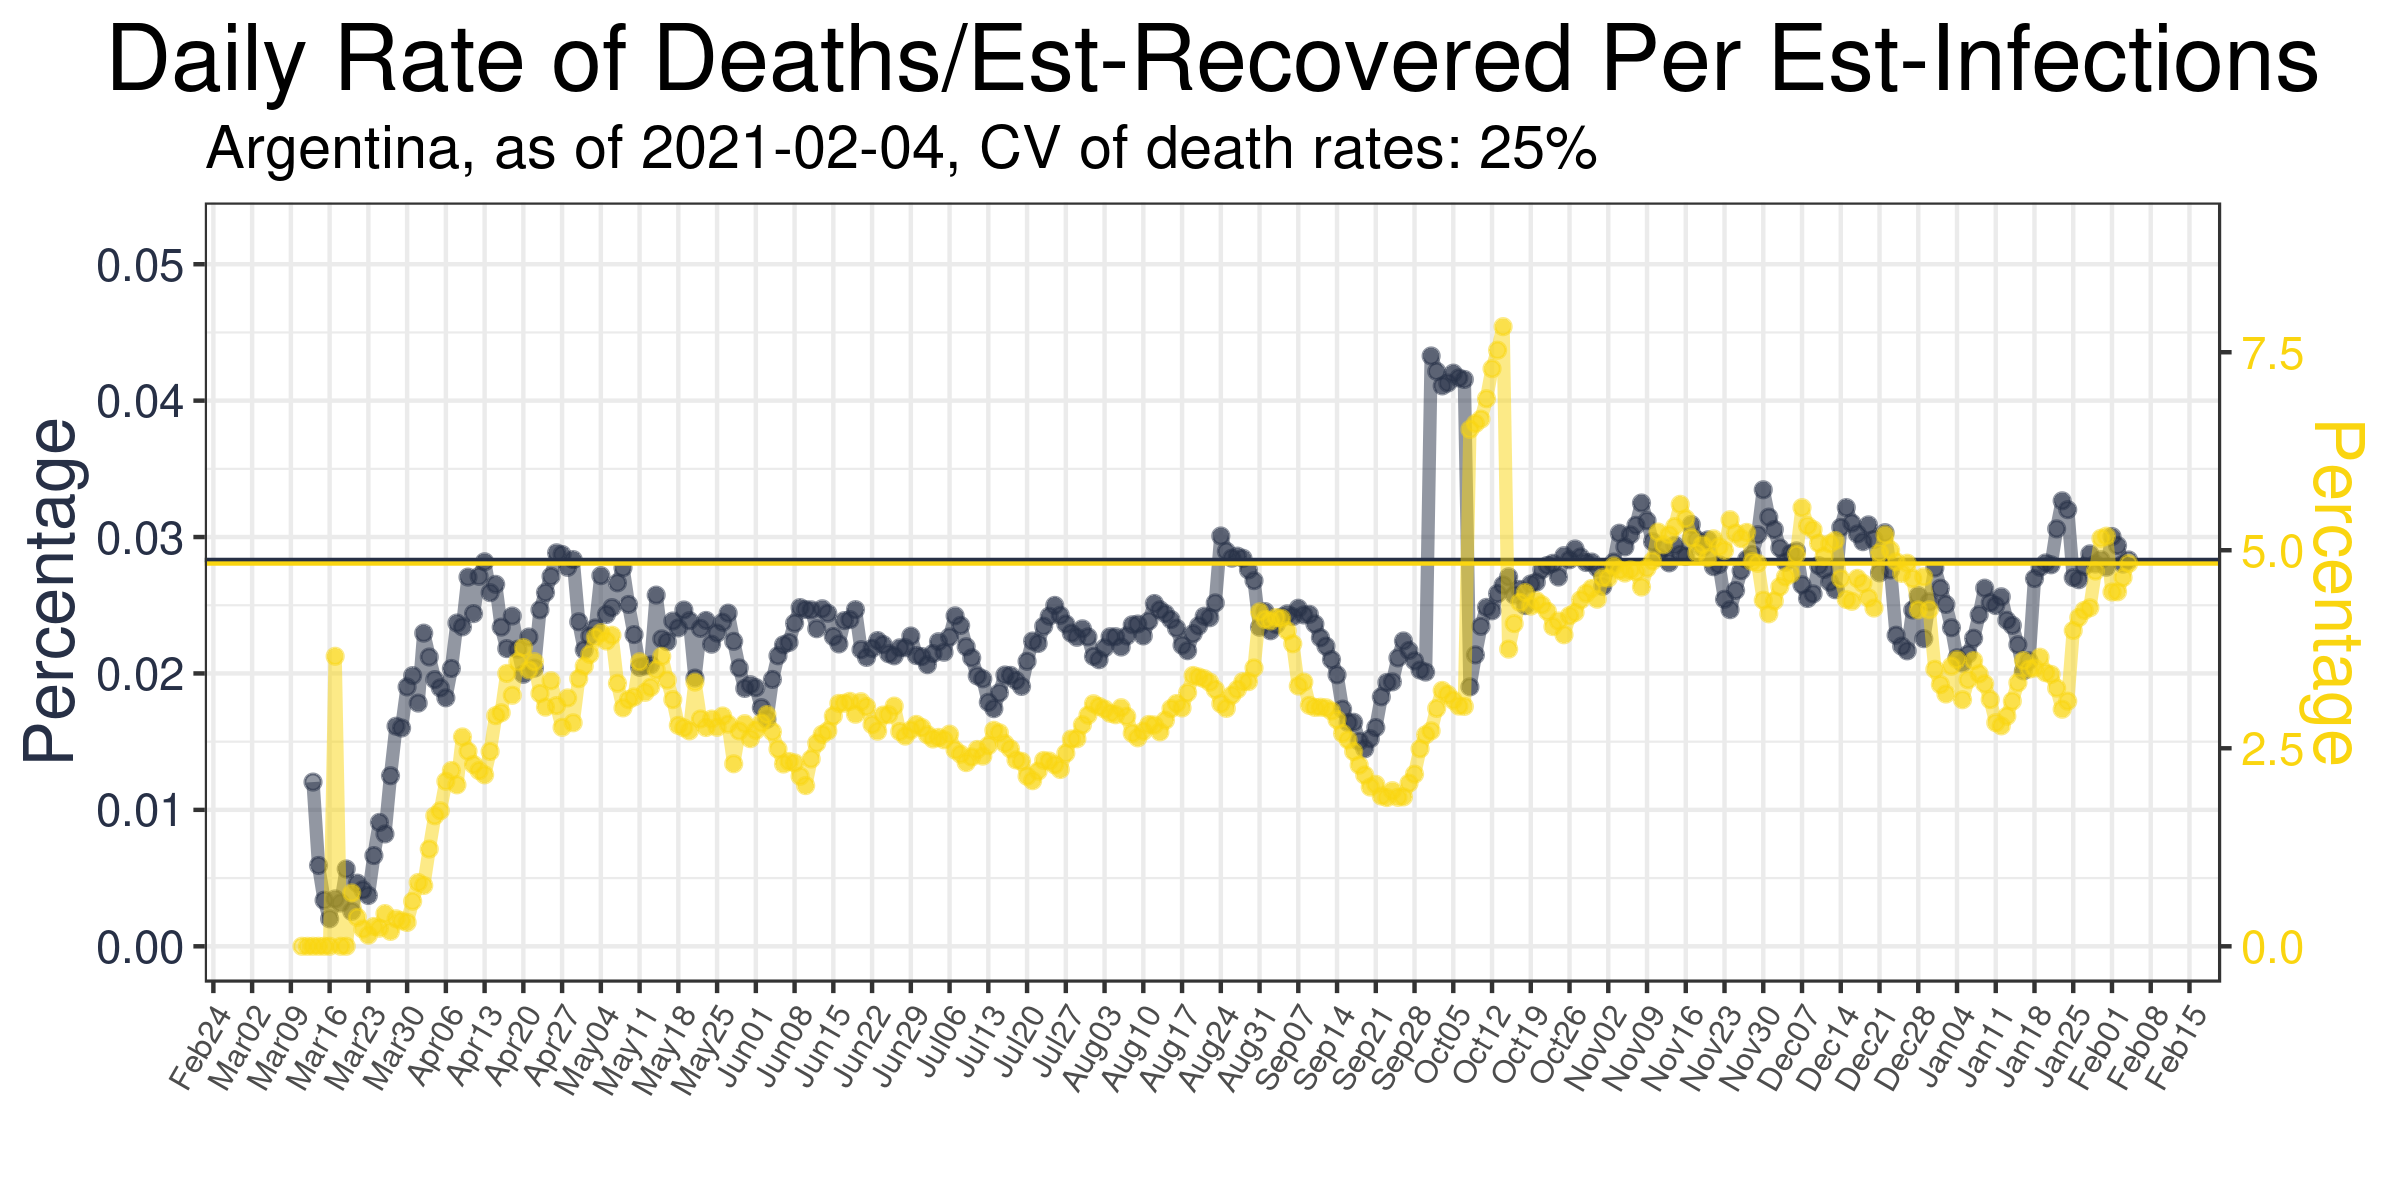 Daily Rate of Deaths/Est-Recovered Per Est-Infections
Argentina, as of 2021-02-04, CV of death rates: 25%
Percentage
0.05
0.04
0.03
0.02
0.01
0.00
7.5
5.0
2.5
0.0
Percentage
Feb24
Mar02
Mar09
Mar16
Mar23
Mar30
Apr06
Apr13
Apr20
Apr27
May04
May11
May18
May25
Jun01
Jun08
Jun15
Jun22
Jun29
Jul06
Jul13
Jul20
Jul27
Aug03
Aug10
Aug17
Aug24
Aug31
Sep07
Sep14
Sep21
Sep28
Oct05
Oct12
Oct19
Oct26
Nov02
Nov09
Nov16
Nov23
Nov30
Dec07
Dec14
Dec21
Dec28
Jan04
Jan11
Jan18
Jan25
Feb01
Feb08
Feb15